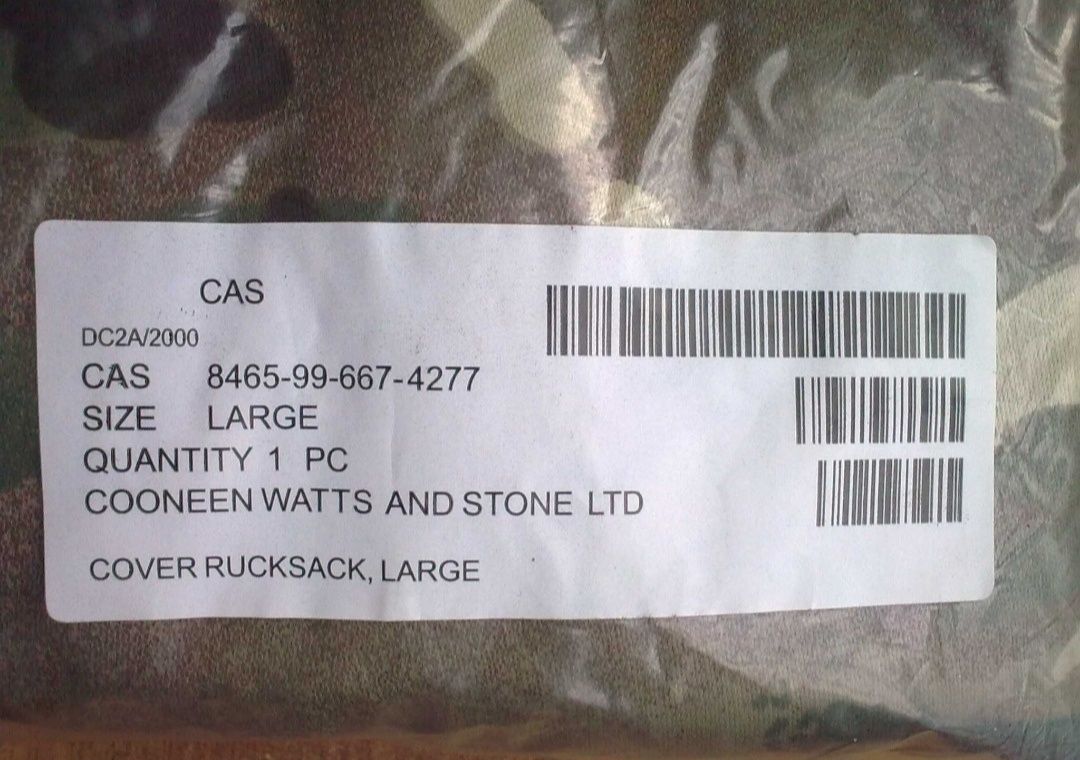 CAS
DC2A/2000
CAS 8465-99-667-4277
SIZE LARGE
QUANTITY 1 PC
COONEEN WATTS AND STONE LTD
COVER RUCKSACK, LARGE